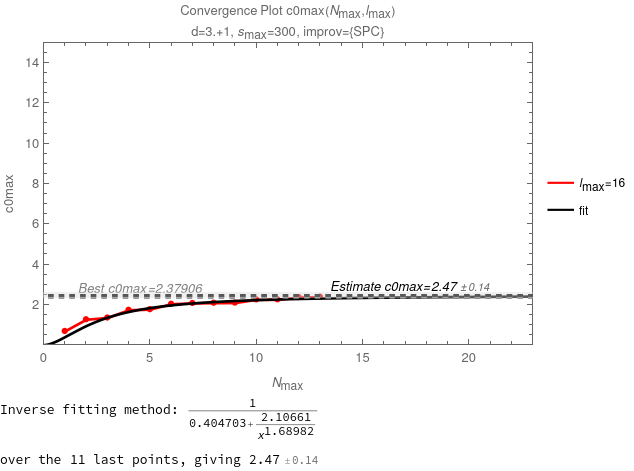 Convergence Plot c0max(Nmax,lmax)
d=3.+1, smax=300, improv={SPC}
14
12
10
8
6
4
2
0
5
10
15
20
c0max
Nmax
Best c0max=2.37906
Estimate c0max=2.47 ±0.14
lmax=16
fit
Inverse fitting method: 1
0.404703+ 2.10661
x1.68982
over the 11 last points, giving 2.47 ±0.14